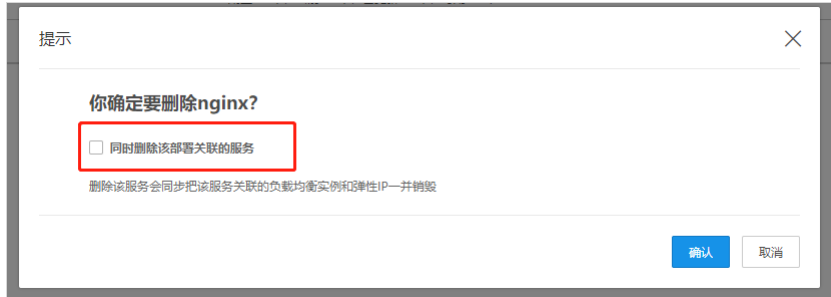 提示
你确定要删除nginx?
同时删除该部署关联的服务
删除该服务会同步把该服务关联的负载均衡实例和弹性IP一并销毁
确认
取消